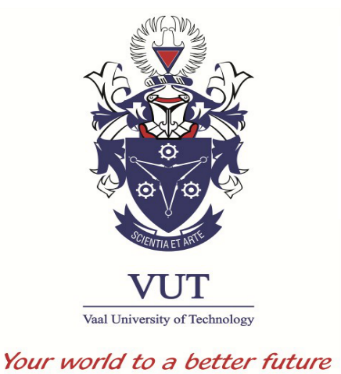 SCIENTIA ET ARTE
VUT
Vaal University of Technology
Your world to a better future